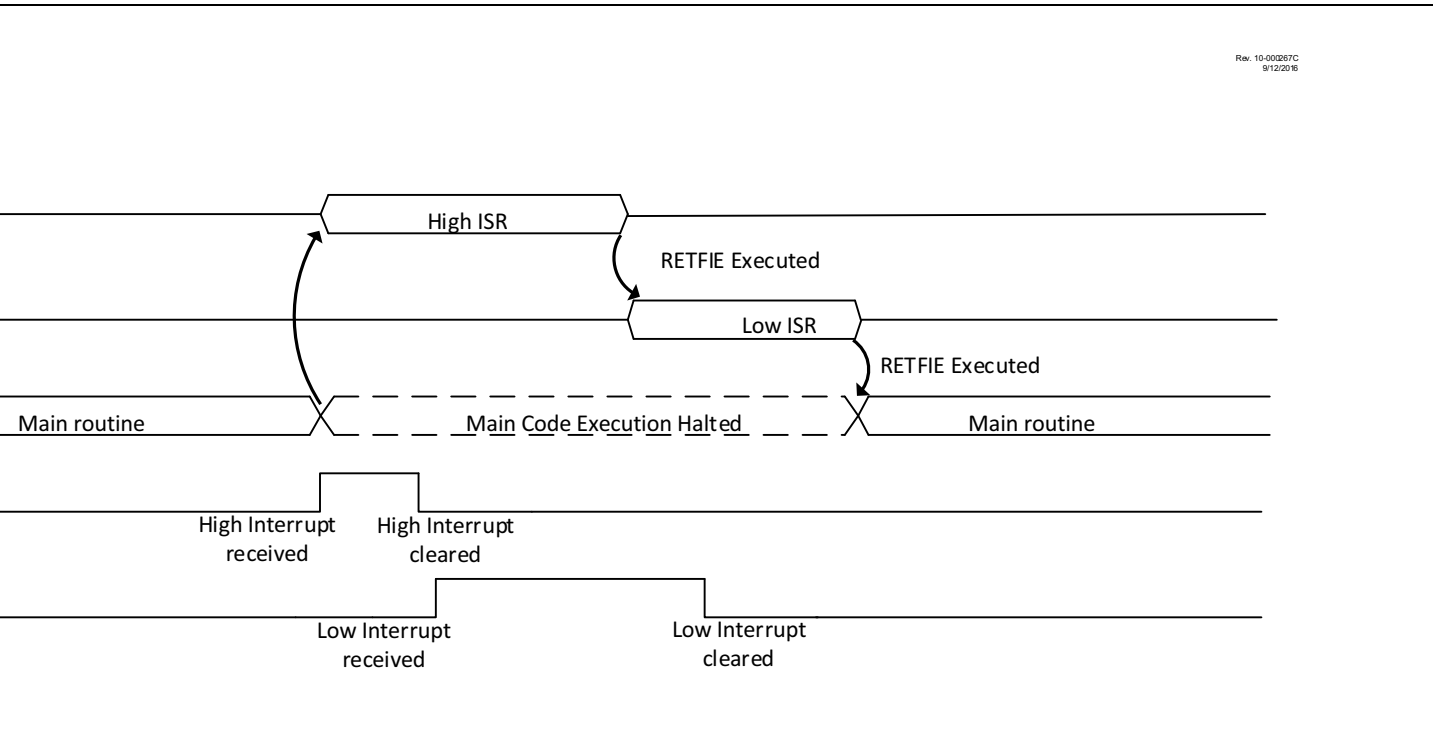 Rev. 10-000267C
9/12/2016
High ISR
RETFIE Executed
Low ISR
RETFIE Executed
Main routine
Main Code Execution Halted
Main routine
High Interrupt
received
High Interrupt
cleared
Low Interrupt
received
Low Interrupt
cleared